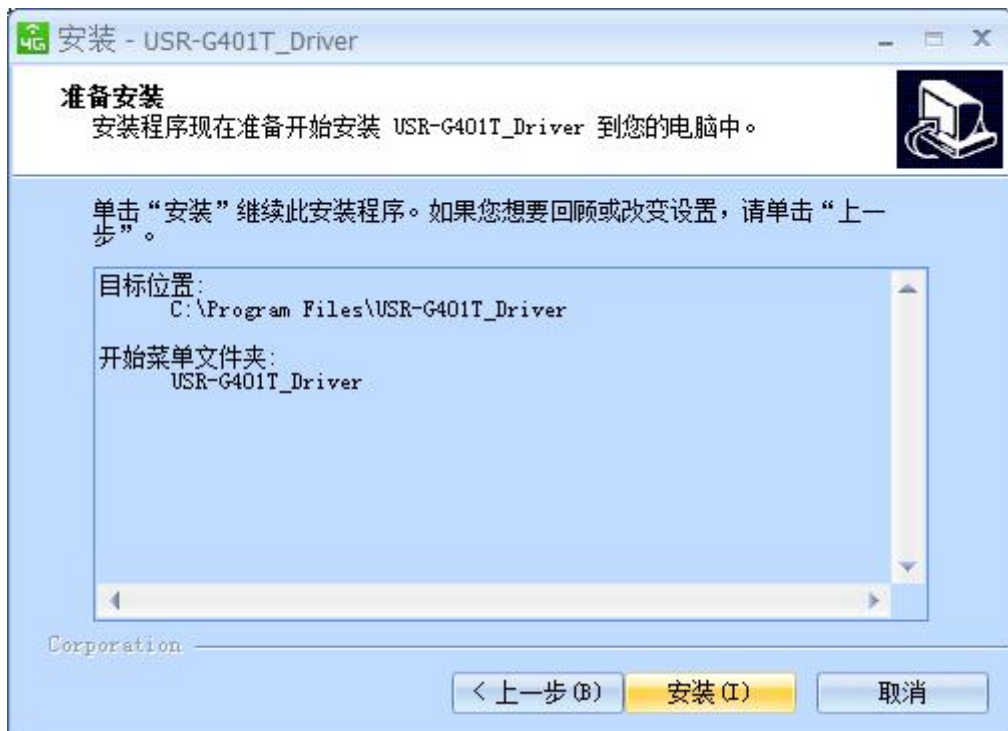 4G 安装 - USR-G401T_Driver
准备安装
安装程序现在准备开始安装 USR-G401T_Driver 到您的电脑中。
单击“安装”继续此安装程序。如果您想要回顾或改变设置，请单击“上一
步”。
目标位置:
C:\Program Files\USR-G401T_Driver
开始菜单文件夹:
USR-G401T_Driver
Corporation
< 上一步(B) 安装(I) 取消